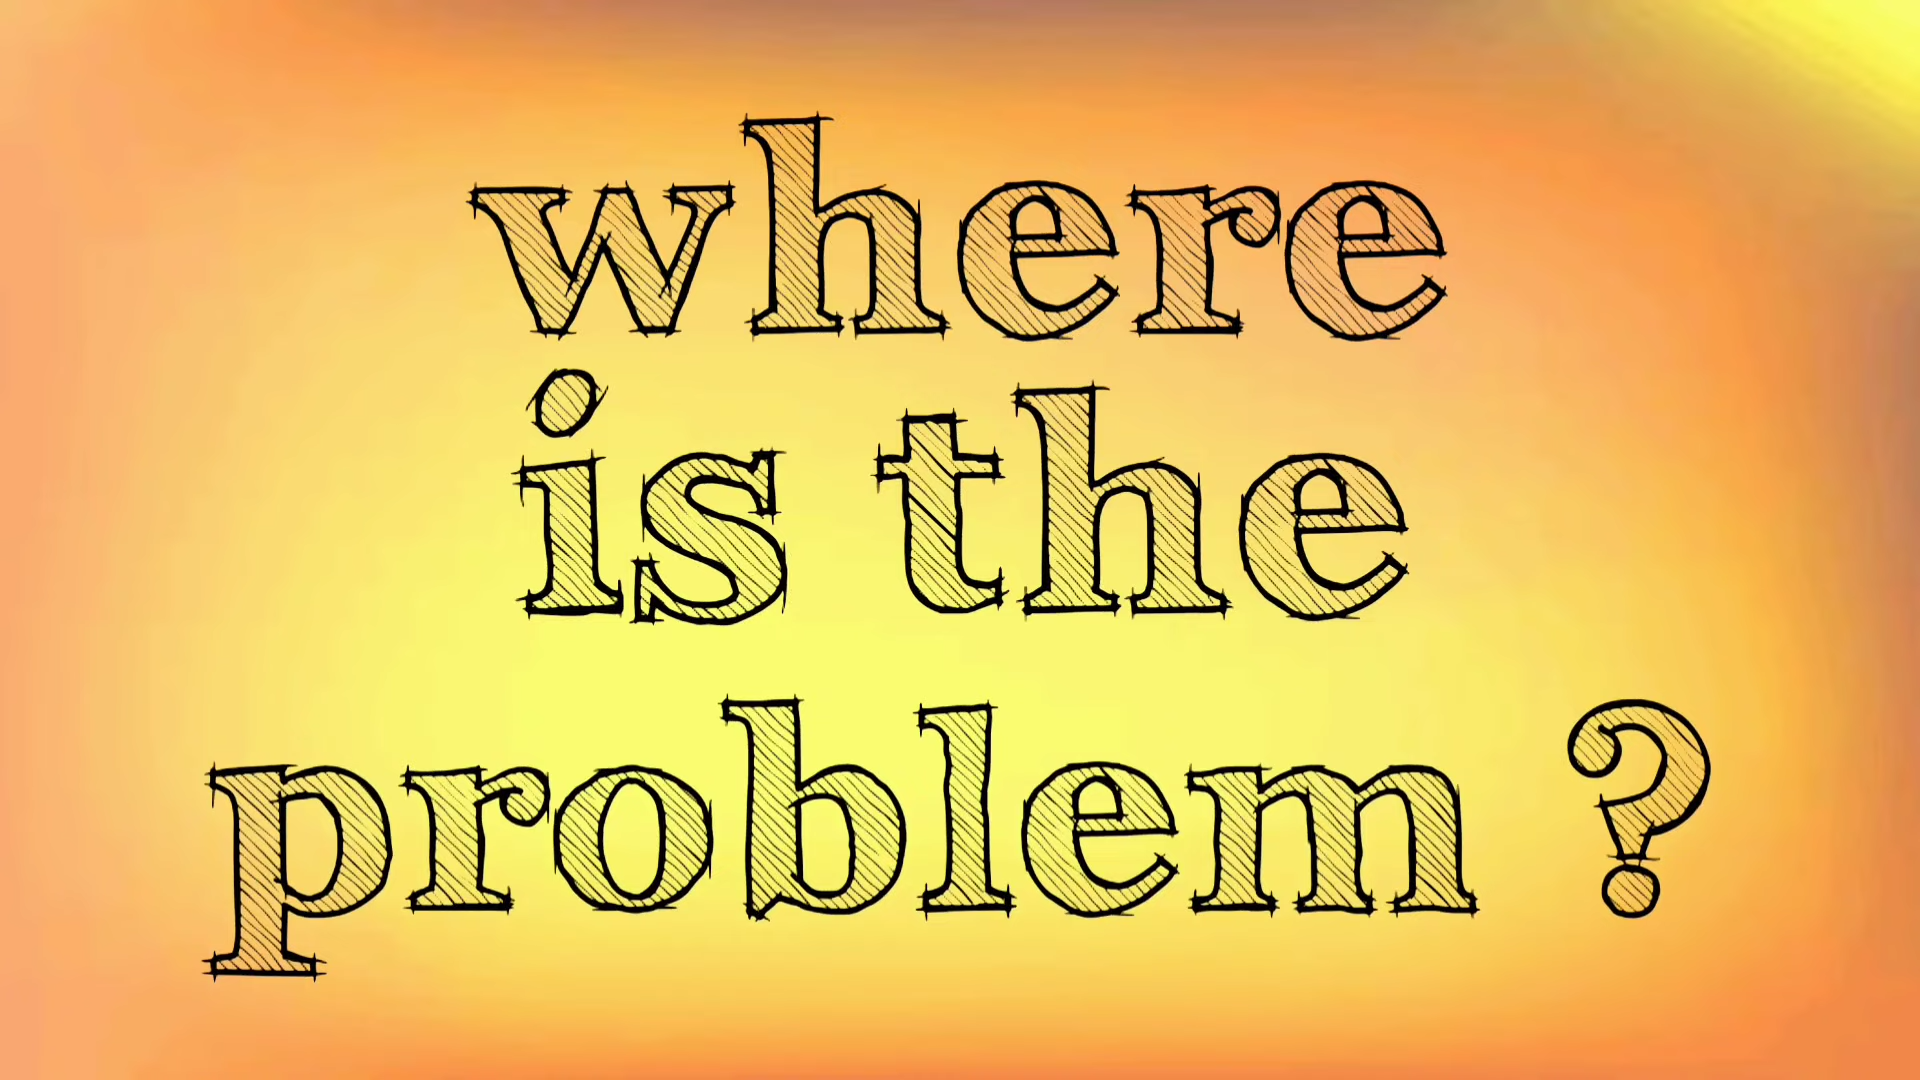 where
is the
problem ?